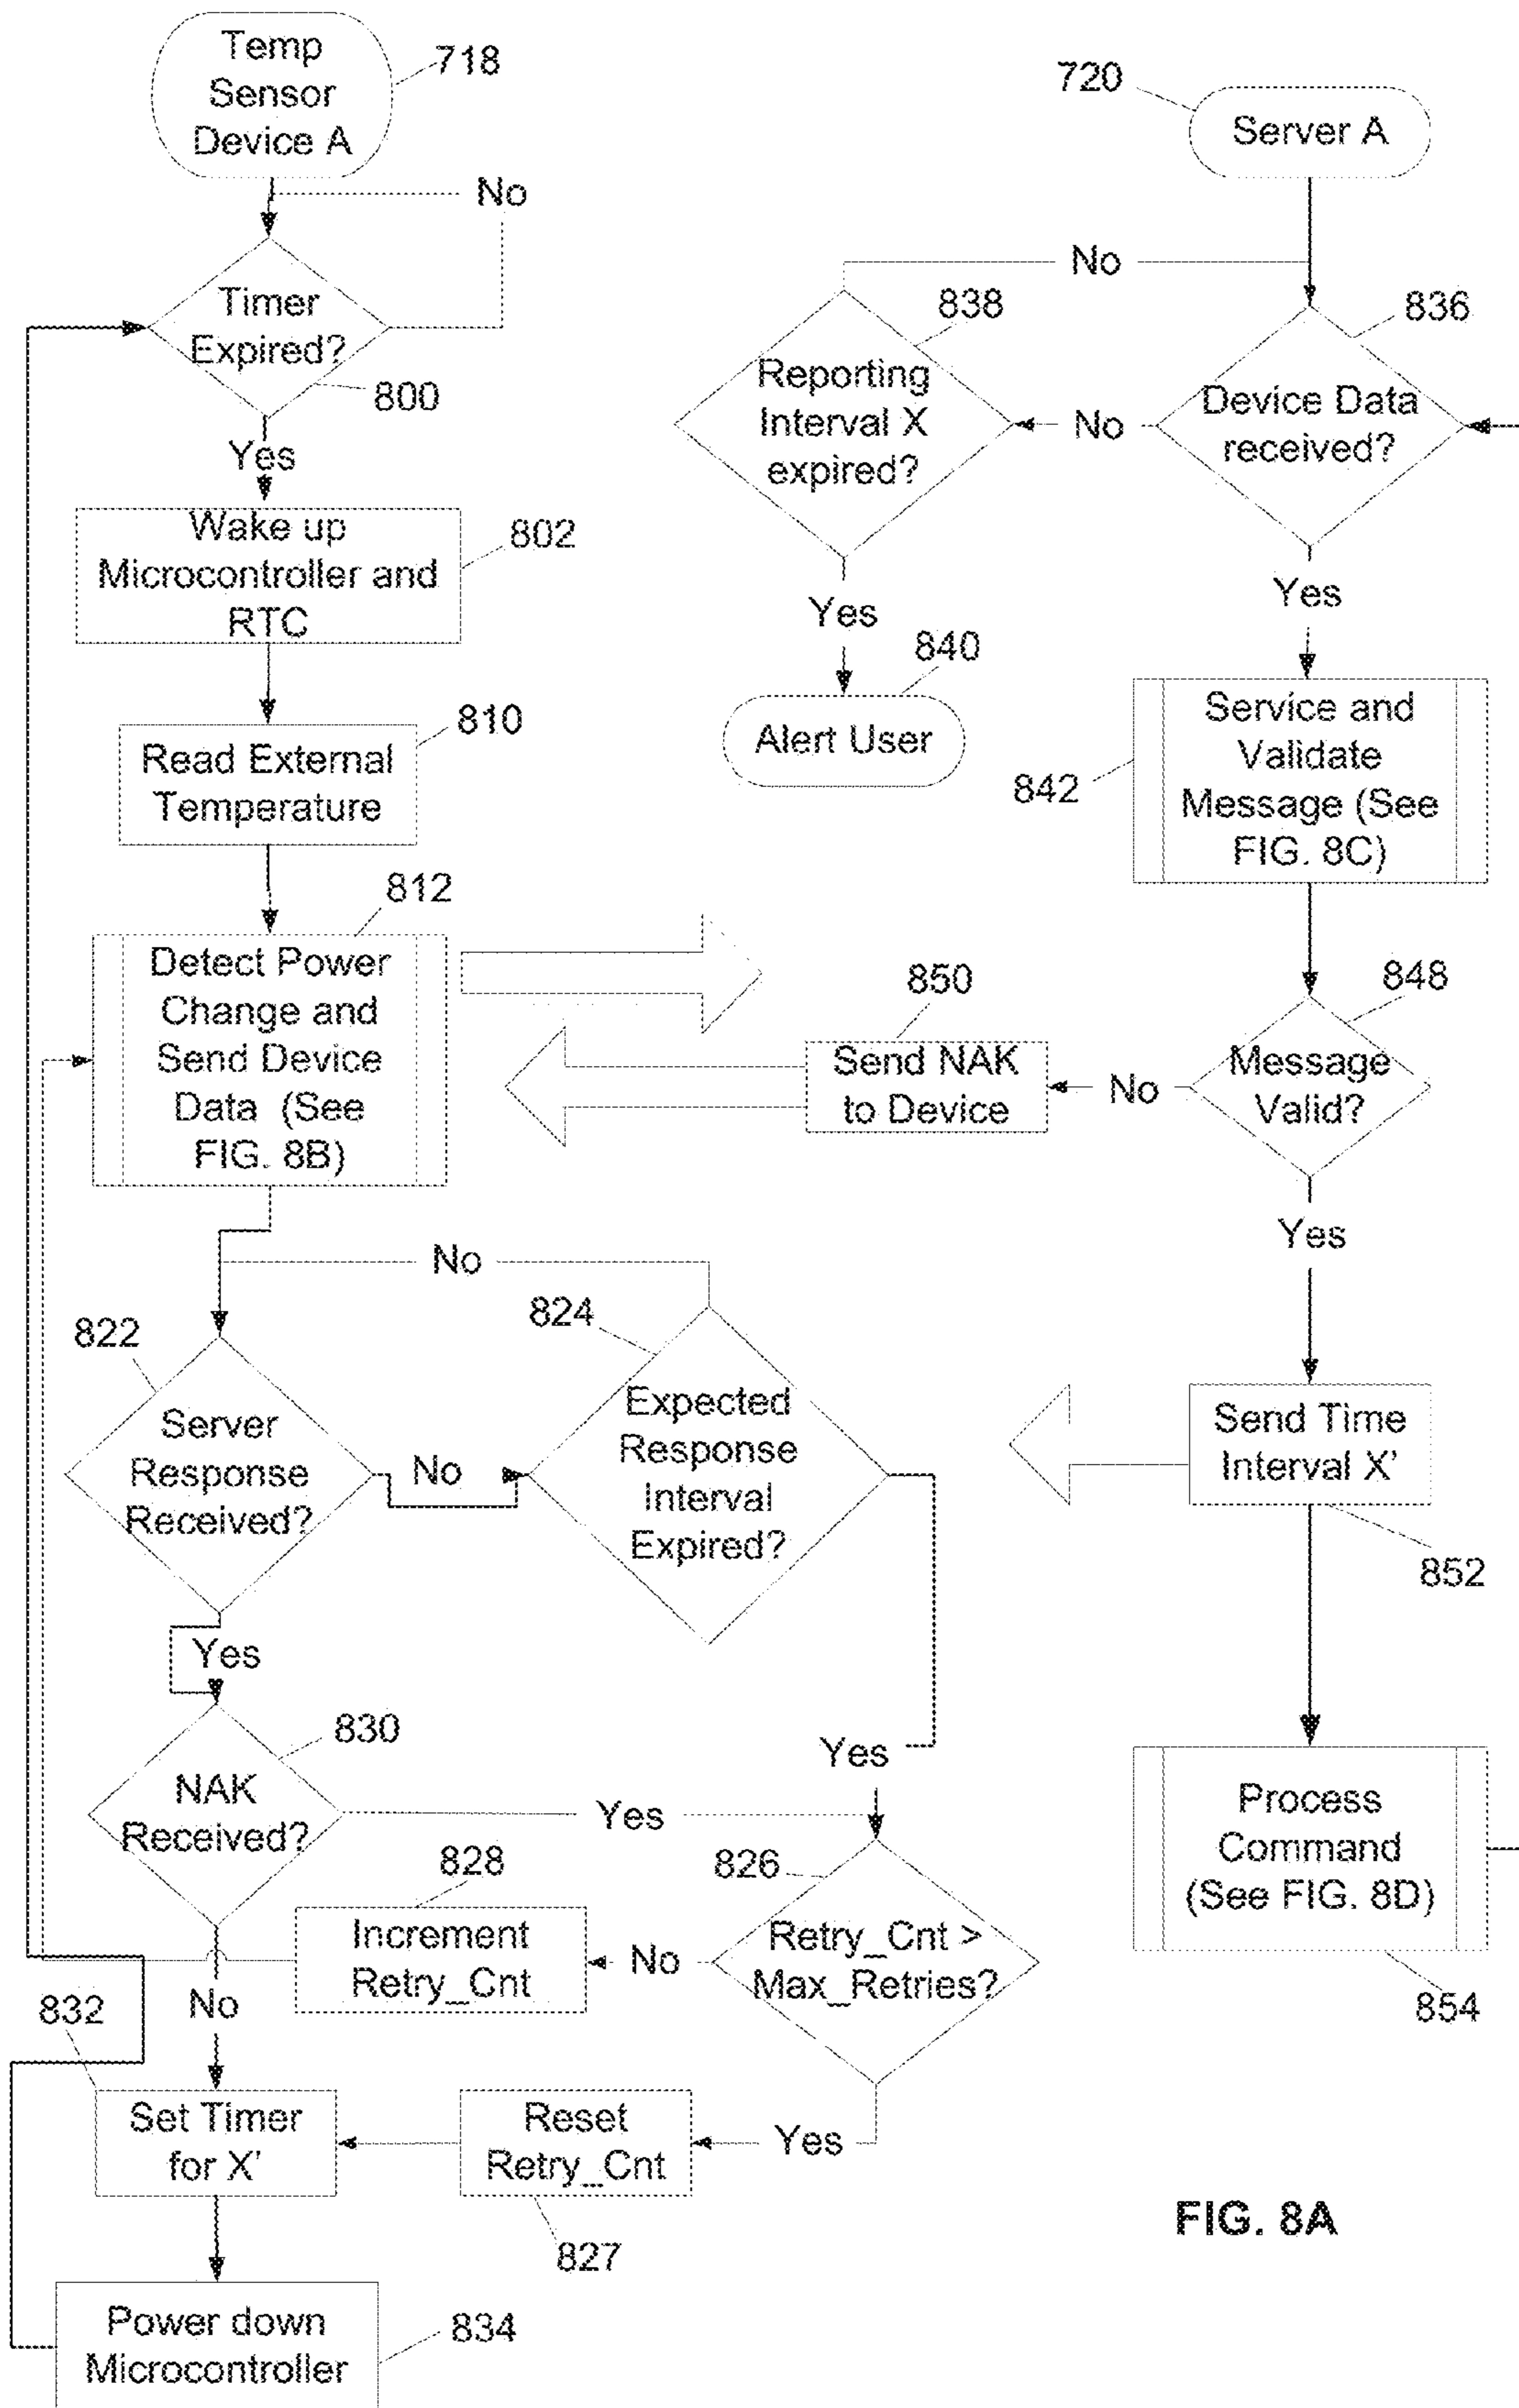 Temp
Sensor
Device A
718
No
Timer
Expired?
800
Yes
Wake up
Microcontroller and
RTC
802
Read External
Temperature
810
812
Detect Power
Change and
Send Device
Data (See
FIG. 8B)
No
822
Server
Response
Received?
No
824
Expected
Response
Interval
Expired?
Yes
Yes
830
NAK
Received?
Yes
826
Retry_Cnt >
Max_Retries?
No
828
Increment
Retry_Cnt
No
832
Set Timer
for X'
Yes
Reset
Retry_Cnt
827
Power down
Microcontroller
834
720
Server A
No
838
Reporting
Interval X
expired?
No
836
Device Data
received?
Yes
840
Alert User
Yes
842
Service and
Validate
Message (See
FIG. 8C)
848
Message
Valid?
No
850
Send NAK
to Device
Yes
Send Time
Interval X'
852
Process
Command
(See FIG. 8D)
854
FIG. 8A